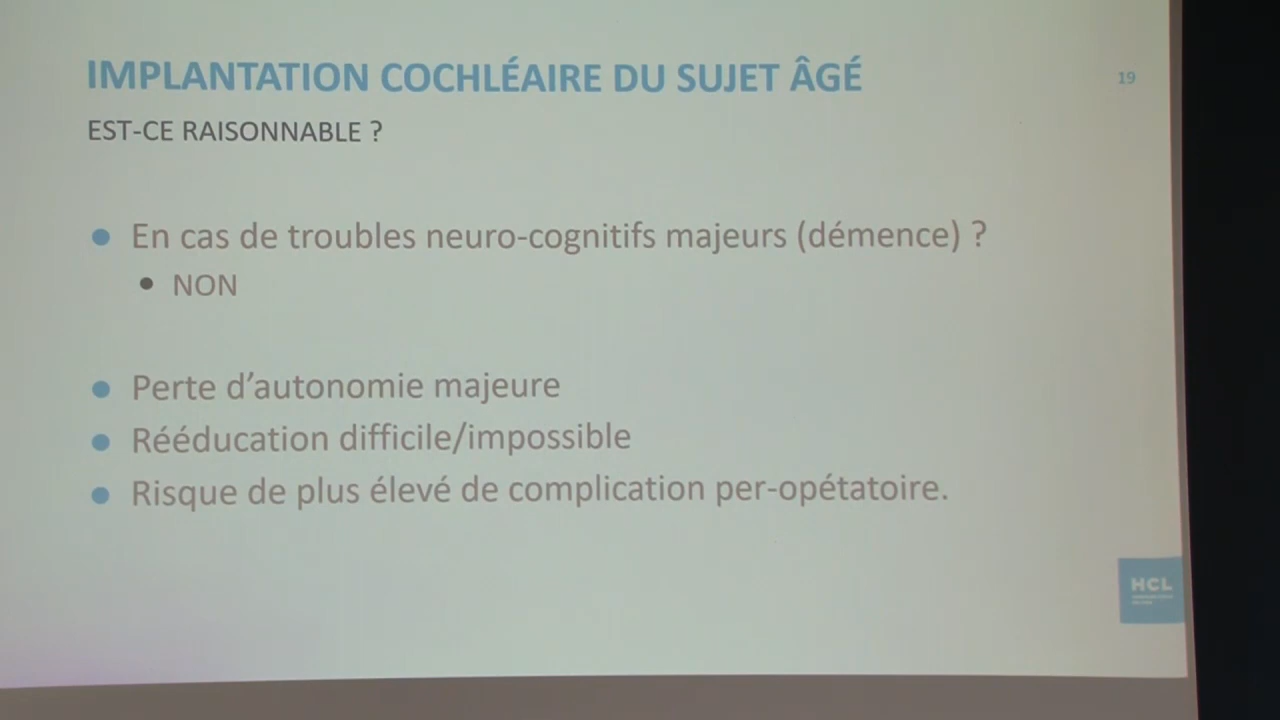 IMPLANTATION COCHLÉAIRE DU SUJET ÂGÉ
19
EST-CE RAISONNABLE ?
En cas de troubles neuro-cognitifs majeurs (démence) ?
NON
Perte d'autonomie majeure
Rééducation difficile/impossible
Risque de plus élevé de complication per-opétatoire.
HCL